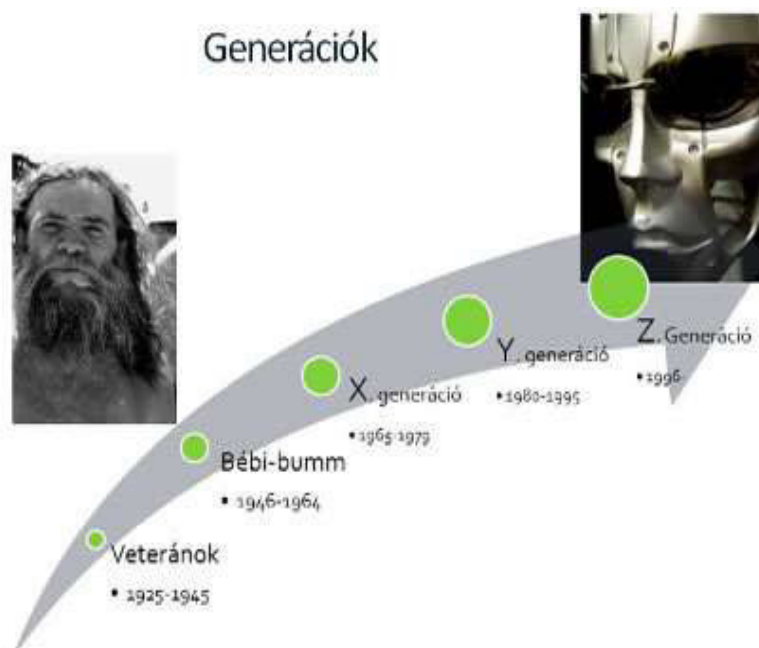 Generációk
Z. Generáció
• 1996
Y. generáció
• 1980-1995
X. generáció
• 1965-1979
Bébi-bumm
• 1946-1964
Veteránok
• 1925-1945